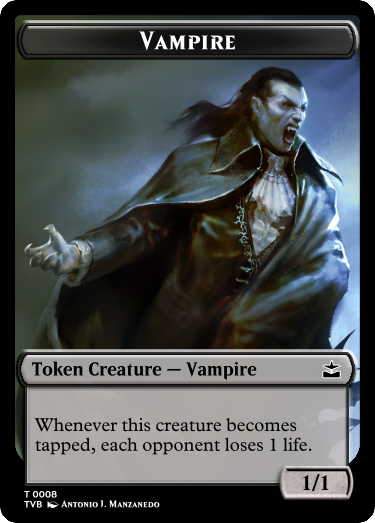 Vampire
Token Creature — Vampire
Whenever this creature becomes
tapped, each opponent loses 1 life.
1/1
T 0008
TVB Antonio J. Manzanedo